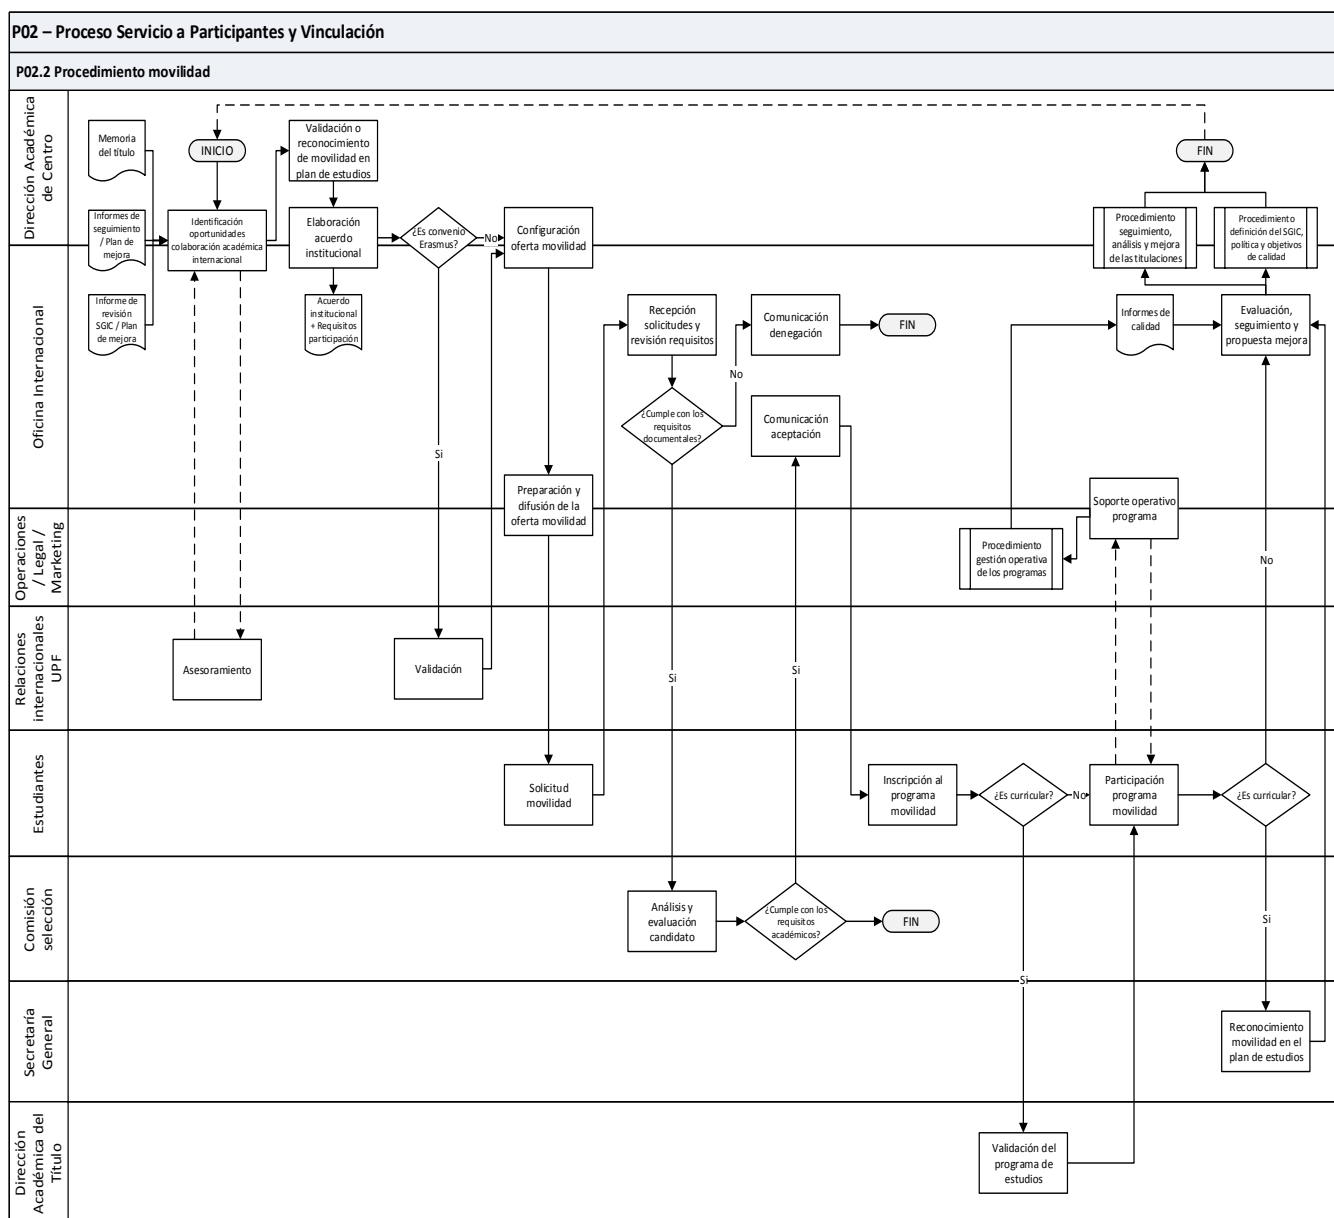 P02 – Proceso Servicio a Participantes y Vinculación
P02.2 Procedimiento movilidad
Dirección Académica
de Centro
Memoria
del título
INICIO
Validación o
reconocimiento
de movilidad en
plan de estudios
FIN
Informes de
seguimiento
/ Plan de
mejora
Identificación
oportunidades
colaboración académica
internacional
Elaboración
acuerdo
institucional
¿Es convenio
Erasmus?
No
Configuración
oferta movilidad
Procedimiento
seguimiento,
análisis y mejora
de las titulaciones
Procedimiento
definición del SGIC,
política y objetivos
de calidad
Oficina Internacional
Informe de
revisión
SGIC / Plan
de mejora
Acuerdo
institucional
+ Requisitos
participación
Recepción
solicitudes y
revisión requisitos
Comunicación
denegación
FIN
Informes de
calidad
Evaluación,
seguimiento y
propuesta mejora
No
¿Cumple con los
requisitos
documentales?
Comunicación
aceptación
Si
Preparación y
difusión de la
oferta movilidad
Soporte operativo
programa
Operaciones
/ Legal /
Marketing
Procedimiento
gestión operativa
de los programas
No
Relaciones
internacionales
UPF
Asesoramiento
Validación
Si
Si
Estudiantes
Solicitud
movilidad
Inscripción al
programa
movilidad
¿Es curricular?
No
Participación
programa
movilidad
¿Es curricular?
Comisión
selección
Análisis y
evaluación
candidato
¿Cumple con los
requisitos
académicos?
FIN
Si
Si
Secretaría
General
Reconocimiento
movilidad en el
plan de estudios
Dirección
Académica del
Título
Validación del
programa de
estudios